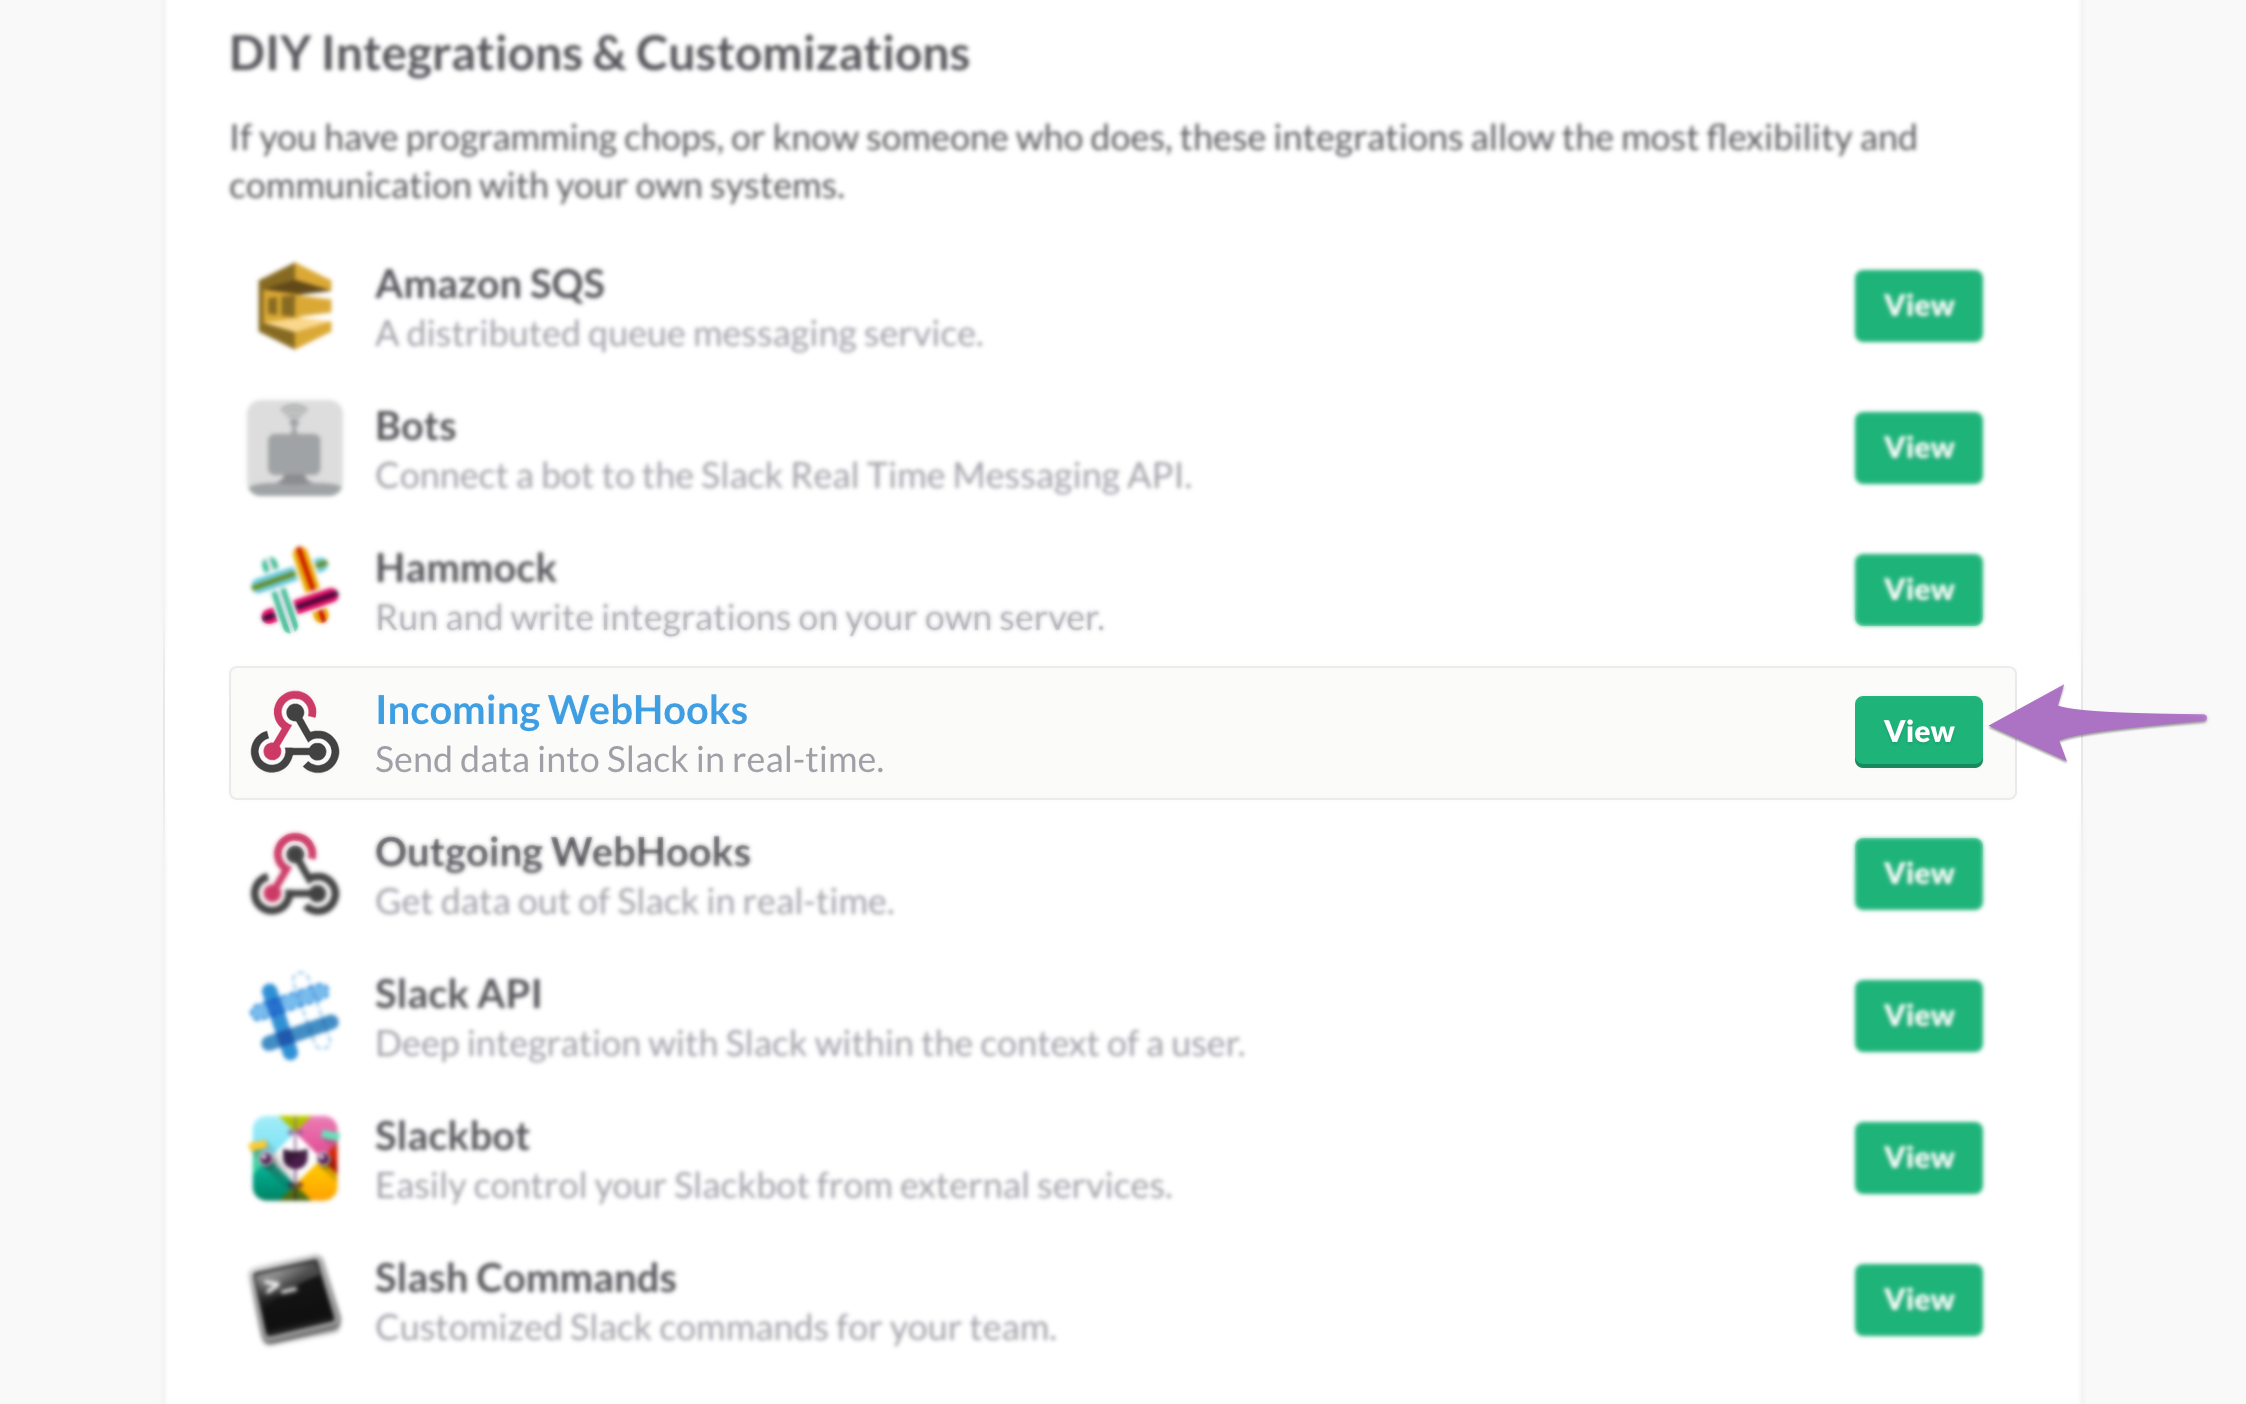 DIY Integrations & Customizations
If you have programming chops, or know someone who does, these integrations allow the most flexibility and
communication with your own systems.
Amazon SQS
A distributed queue messaging service.
View
Bots
Connect a bot to the Slack Real Time Messaging API.
View
Hammock
Run and write integrations on your own server.
View
Incoming WebHooks
Send data into Slack in real-time.
View
Outgoing WebHooks
Get data out of Slack in real-time.
View
Slack API
Deep integration with Slack within the context of a user.
View
Slackbot
Easily control your Slackbot from external services.
View
>_
Slash Commands
Customized Slack commands for your team.
View